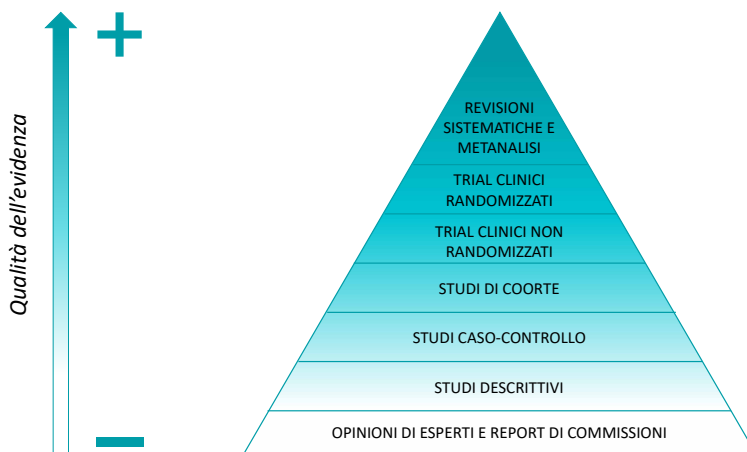 Qualità dell'evidenza
REVISIONI
SISTEMATICHE E
METANALISI
TRIAL CLINICI
RANDOMIZZATI
TRIAL CLINICI NON
RANDOMIZZATI
STUDI DI COORTE
STUDI CASO-CONTROLLO
STUDI DESCRITTIVI
OPINIONI DI ESPERTI E REPORT DI COMMISSIONI